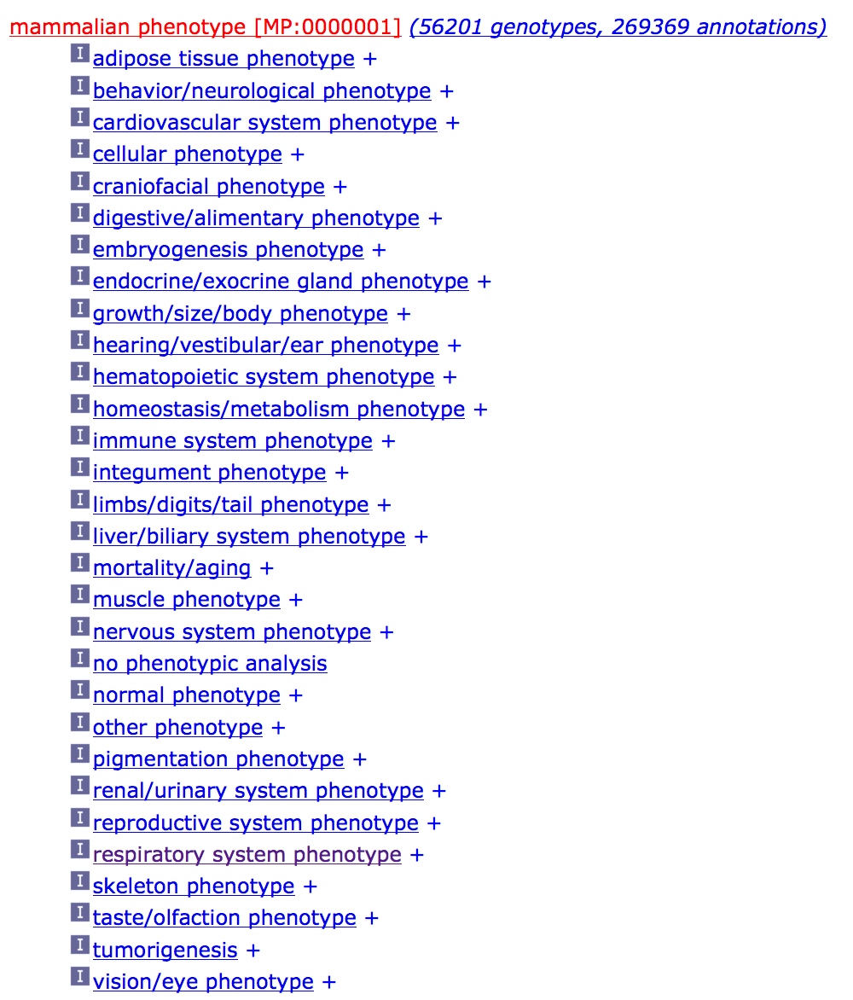 mammalian phenotype [MP:0000001] (56201 genotypes, 269369 annotations)
I adipose tissue phenotype +
I behavior/neurological phenotype +
I cardiovascular system phenotype +
I cellular phenotype +
I craniofacial phenotype +
I digestive/alimentary phenotype +
I embryogenesis phenotype +
I endocrine/exocrine gland phenotype +
I growth/size/body phenotype +
I hearing/vestibular/ear phenotype +
I hematopoietic system phenotype +
I homeostasis/metabolism phenotype +
I immune system phenotype +
I integument phenotype +
I limbs/digits/tail phenotype +
I liver/biliary system phenotype +
I mortality/aging +
I muscle phenotype +
I nervous system phenotype +
I no phenotypic analysis
I normal phenotype +
I other phenotype +
I pigmentation phenotype +
I renal/urinary system phenotype +
I reproductive system phenotype +
I respiratory system phenotype +
I skeleton phenotype +
I taste/olfaction phenotype +
I tumorigenesis +
I vision/eye phenotype +